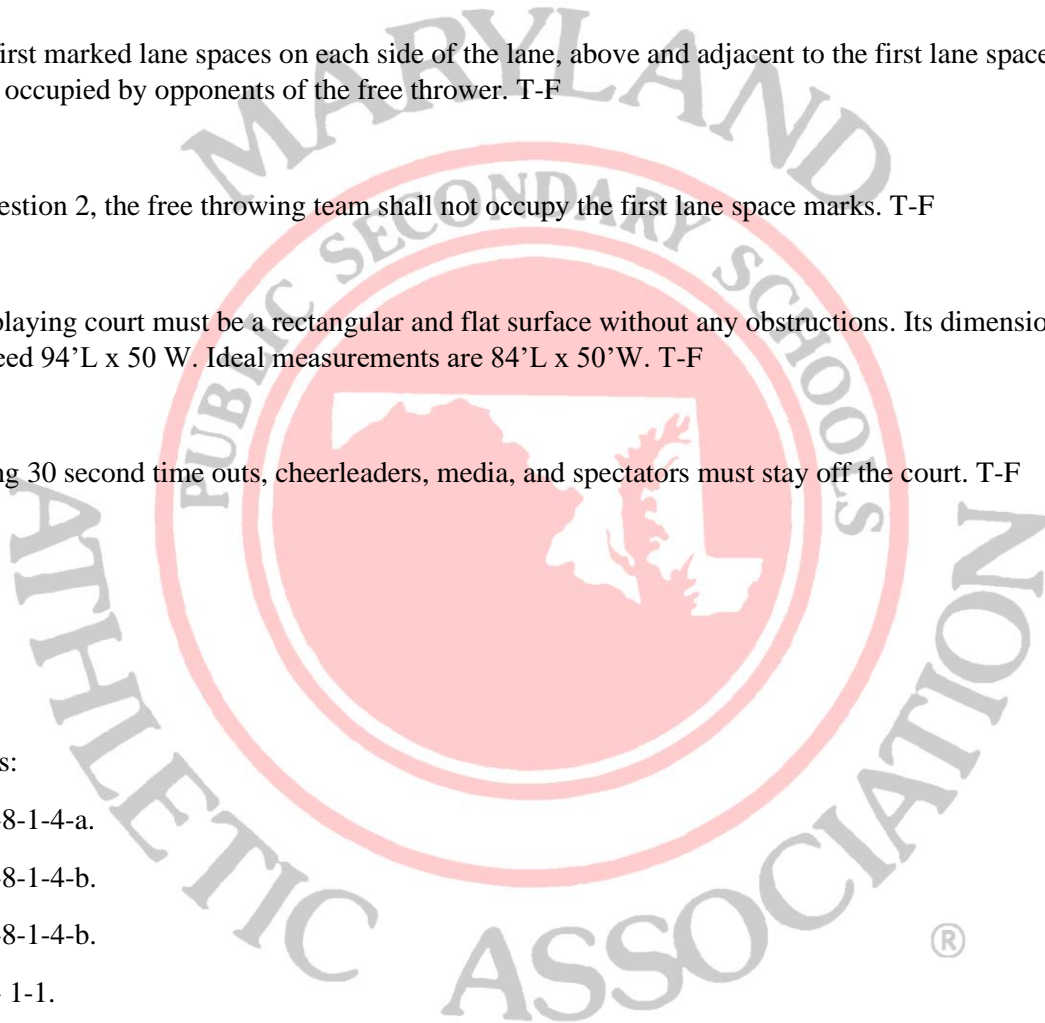 irst marked lane spaces on each side of the lane, above and adjacent to the first lane space
occupied by opponents of the free thrower. T-F
estion 2, the free throwing team shall not occupy the first lane space marks. T-F
playing court must be a rectangular and flat surface without any obstructions. Its dimensio
eed 94’L x 50 W. Ideal measurements are 84’L x 50’W. T-F
ng 30 second time outs, cheerleaders, media, and spectators must stay off the court. T-F
s:
8-1-4-a.
8-1-4-b.
8-1-4-b.
1-1.
MARYLAND
PUBLIC SECONDARY SCHOOLS
ATHLETIC ASSOCIATION
®